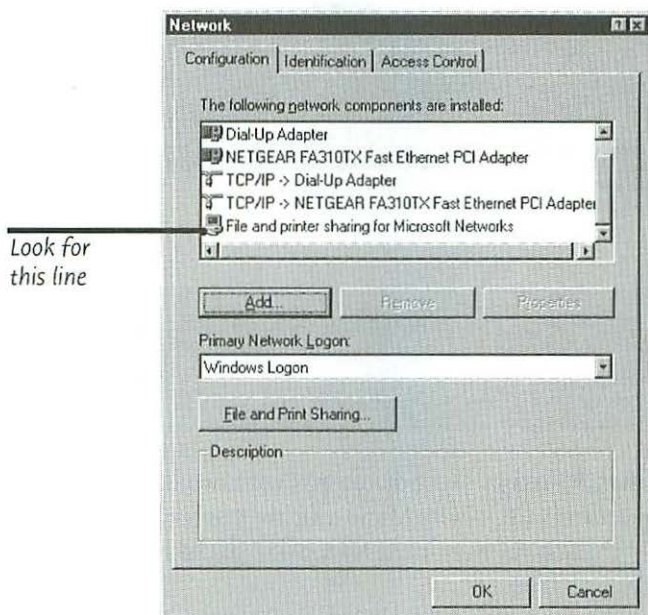 Network
Configuration Identification Access Control
The following network components are installed:
Dial-Up Adapter
NETGEAR FA310TX Fast Ethernet PCI Adapter
TCP/IP -> Dial-Up Adapter
TCP/IP -> NETGEAR FA310TX Fast Ethernet PCI Adapter
File and printer sharing for Microsoft Networks
Look for
this line
Add... Remove Properties
Primary Network Logon:
Windows Logon
File and Print Sharing...
Description
OK Cancel